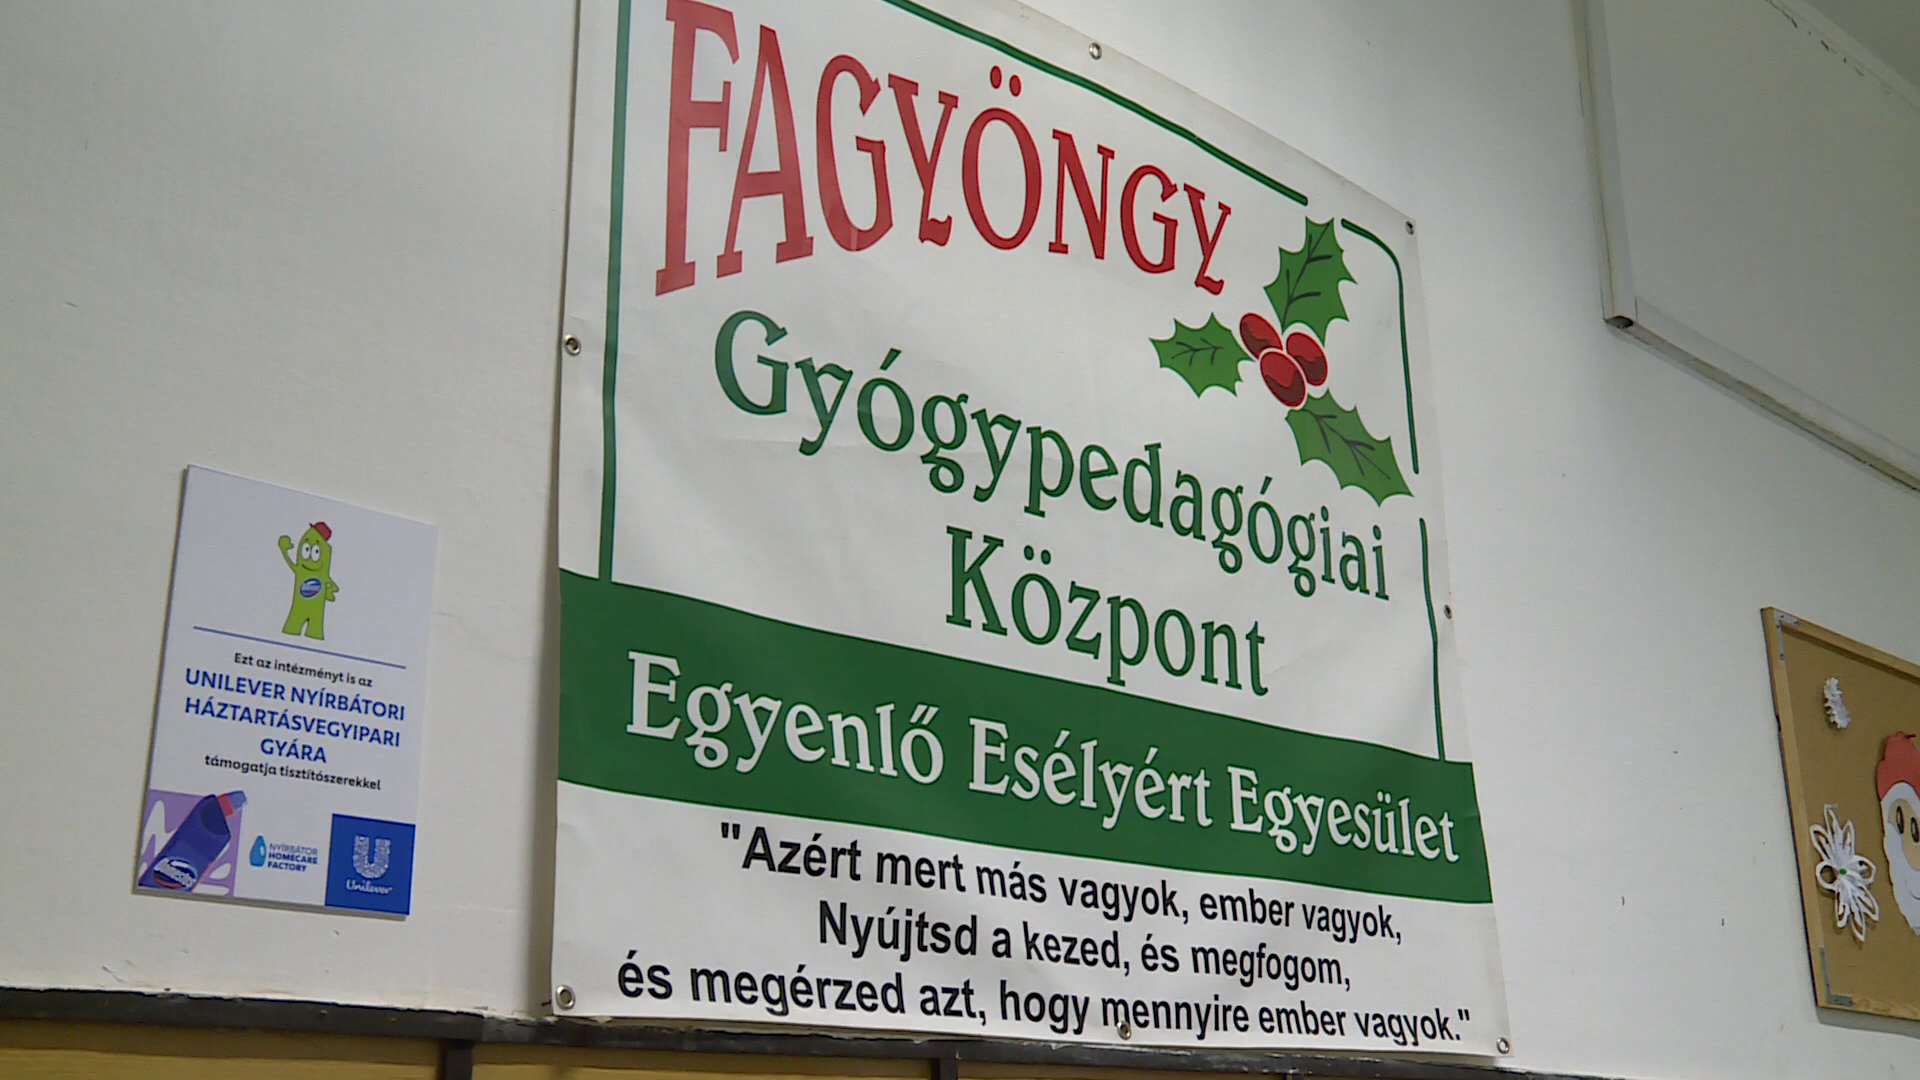 FAGYÖNGY
Gyógypedagógiai
Központ
Egyenlő Esélyért Egyesület
"Azért mert más vagyok, ember vagyok,
Nyújtsd a kezed, és megfogom,
és megérzed azt, hogy mennyire ember vagyok."
Ezt az intézményt is az
UNILEVER NYÍRBÁTORI
HÁZTARTÁSVEGYIPARI
GYÁRA
támogatja tisztítószerekkel
NYÍRBÁTOR
HOMECARE
FACTORY
Unilever